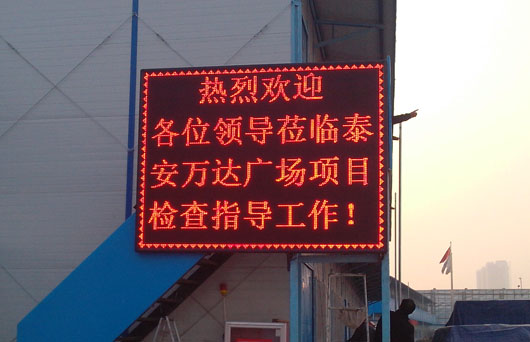 热烈欢迎
各位领导莅临泰
安万达广场项目
检查指导工作！